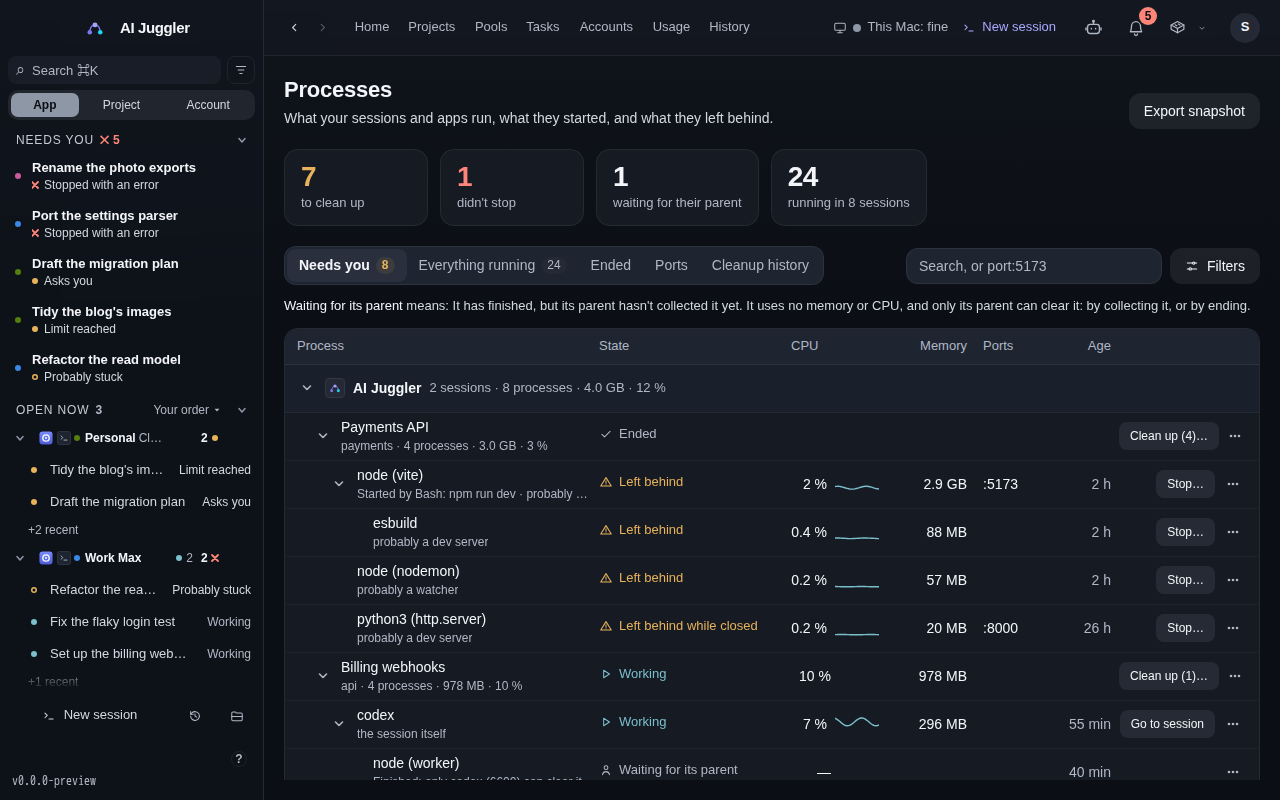 AI Juggler
Search ⌘K
App Project Account
NEEDS YOU 5
Rename the photo exports
Stopped with an error
Port the settings parser
Stopped with an error
Draft the migration plan
Asks you
Tidy the blog's images
Limit reached
Refactor the read model
Probably stuck
OPEN NOW 3 Your order
Personal Cl… 2
Tidy the blog's im… Limit reached
Draft the migration plan Asks you
+2 recent
Work Max 2 2
Refactor the rea… Probably stuck
Fix the flaky login test Working
Set up the billing web… Working
+1 recent
New session
?
v0.0.0-preview
Home Projects Pools Tasks Accounts Usage History
This Mac: fine New session 5 S
Processes
What your sessions and apps run, what they started, and what they left behind.
Export snapshot
7
to clean up
1
didn't stop
1
waiting for their parent
24
running in 8 sessions
Needs you 8 Everything running 24 Ended Ports Cleanup history
Search, or port:5173 Filters
Waiting for its parent means: It has finished, but its parent hasn't collected it yet. It uses no memory or CPU, and only its parent can clear it: by collecting it, or by ending.
Process State CPU Memory Ports Age
AI Juggler 2 sessions · 8 processes · 4.0 GB · 12 %
Payments API Ended Clean up (4)…
payments · 4 processes · 3.0 GB · 3 %
node (vite) Left behind 2 % 2.9 GB :5173 2 h Stop…
Started by Bash: npm run dev · probably …
esbuild Left behind 0.4 % 88 MB 2 h Stop…
probably a dev server
node (nodemon) Left behind 0.2 % 57 MB 2 h Stop…
probably a watcher
python3 (http.server) Left behind while closed 0.2 % 20 MB :8000 26 h Stop…
probably a dev server
Billing webhooks Working 10 % 978 MB Clean up (1)…
api · 4 processes · 978 MB · 10 %
codex Working 7 % 296 MB 55 min Go to session
the session itself
node (worker) Waiting for its parent — 40 min
Finished: only codex (6600) can clear it